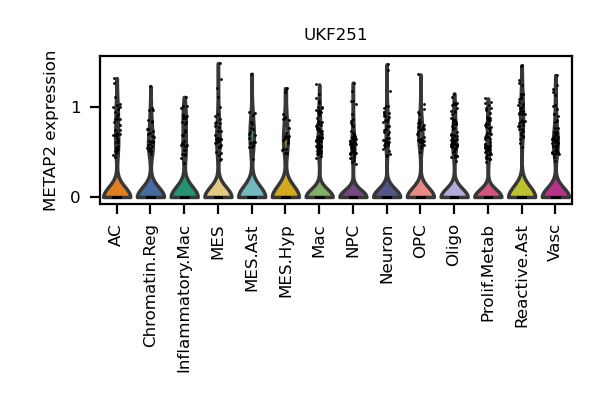 UKF251
METAP2 expression
1
0
AC
Chromatin.Reg
Inflammatory.Mac
MES
MES.Ast
MES.Hyp
Mac
NPC
Neuron
OPC
Oligo
Prolif.Metab
Reactive.Ast
Vasc